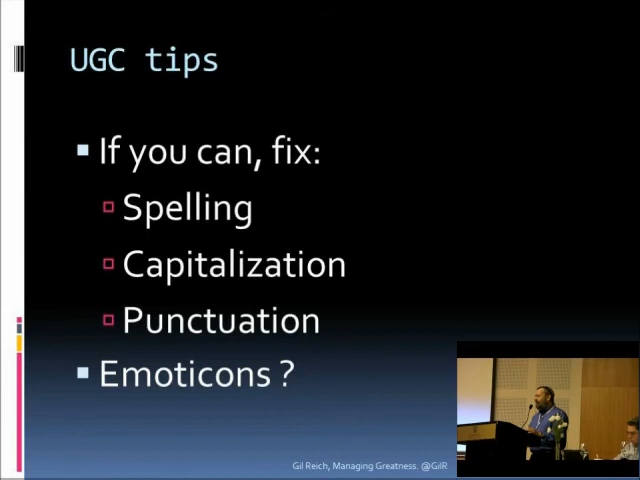 UGC tips
If you can, fix:
Spelling
Capitalization
Punctuation
Emoticons ?
Gil Reich, Managing Greatness. @GilR